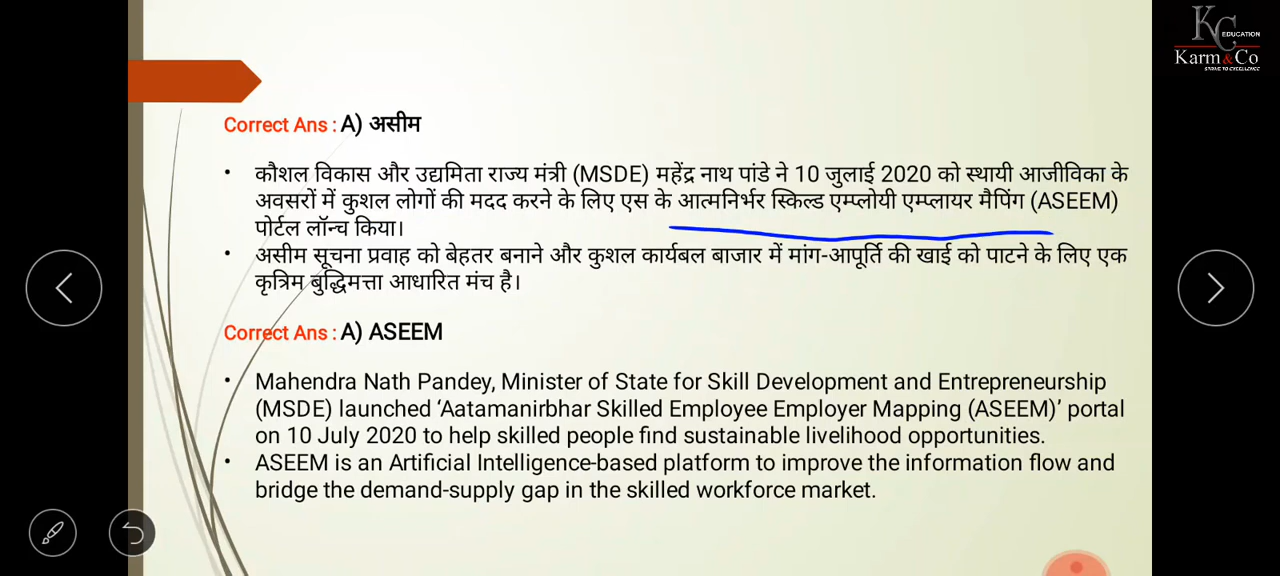 KC EDUCATION
Karm&Co
STRIVE TO EXCELLENCE
Correct Ans : A) असीम
• कौशल विकास और उद्यमिता राज्य मंत्री (MSDE) महेंद्र नाथ पांडे ने 10 जुलाई 2020 को स्थायी आजीविका के
अवसरों में कुशल लोगों की मदद करने के लिए एस के आत्मनिर्भर स्किल्ड एम्प्लोयी एम्प्लायर मैपिंग (ASEEM)
पोर्टल लॉन्च किया।
• असीम सूचना प्रवाह को बेहतर बनाने और कुशल कार्यबल बाजार में मांग-आपूर्ति की खाई को पाटने के लिए एक
कृत्रिम बुद्धिमत्ता आधारित मंच है।
Correct Ans : A) ASEEM
• Mahendra Nath Pandey, Minister of State for Skill Development and Entrepreneurship
(MSDE) launched ‘Aatamanirbhar Skilled Employee Employer Mapping (ASEEM)’ portal
on 10 July 2020 to help skilled people find sustainable livelihood opportunities.
• ASEEM is an Artificial Intelligence-based platform to improve the information flow and
bridge the demand-supply gap in the skilled workforce market.